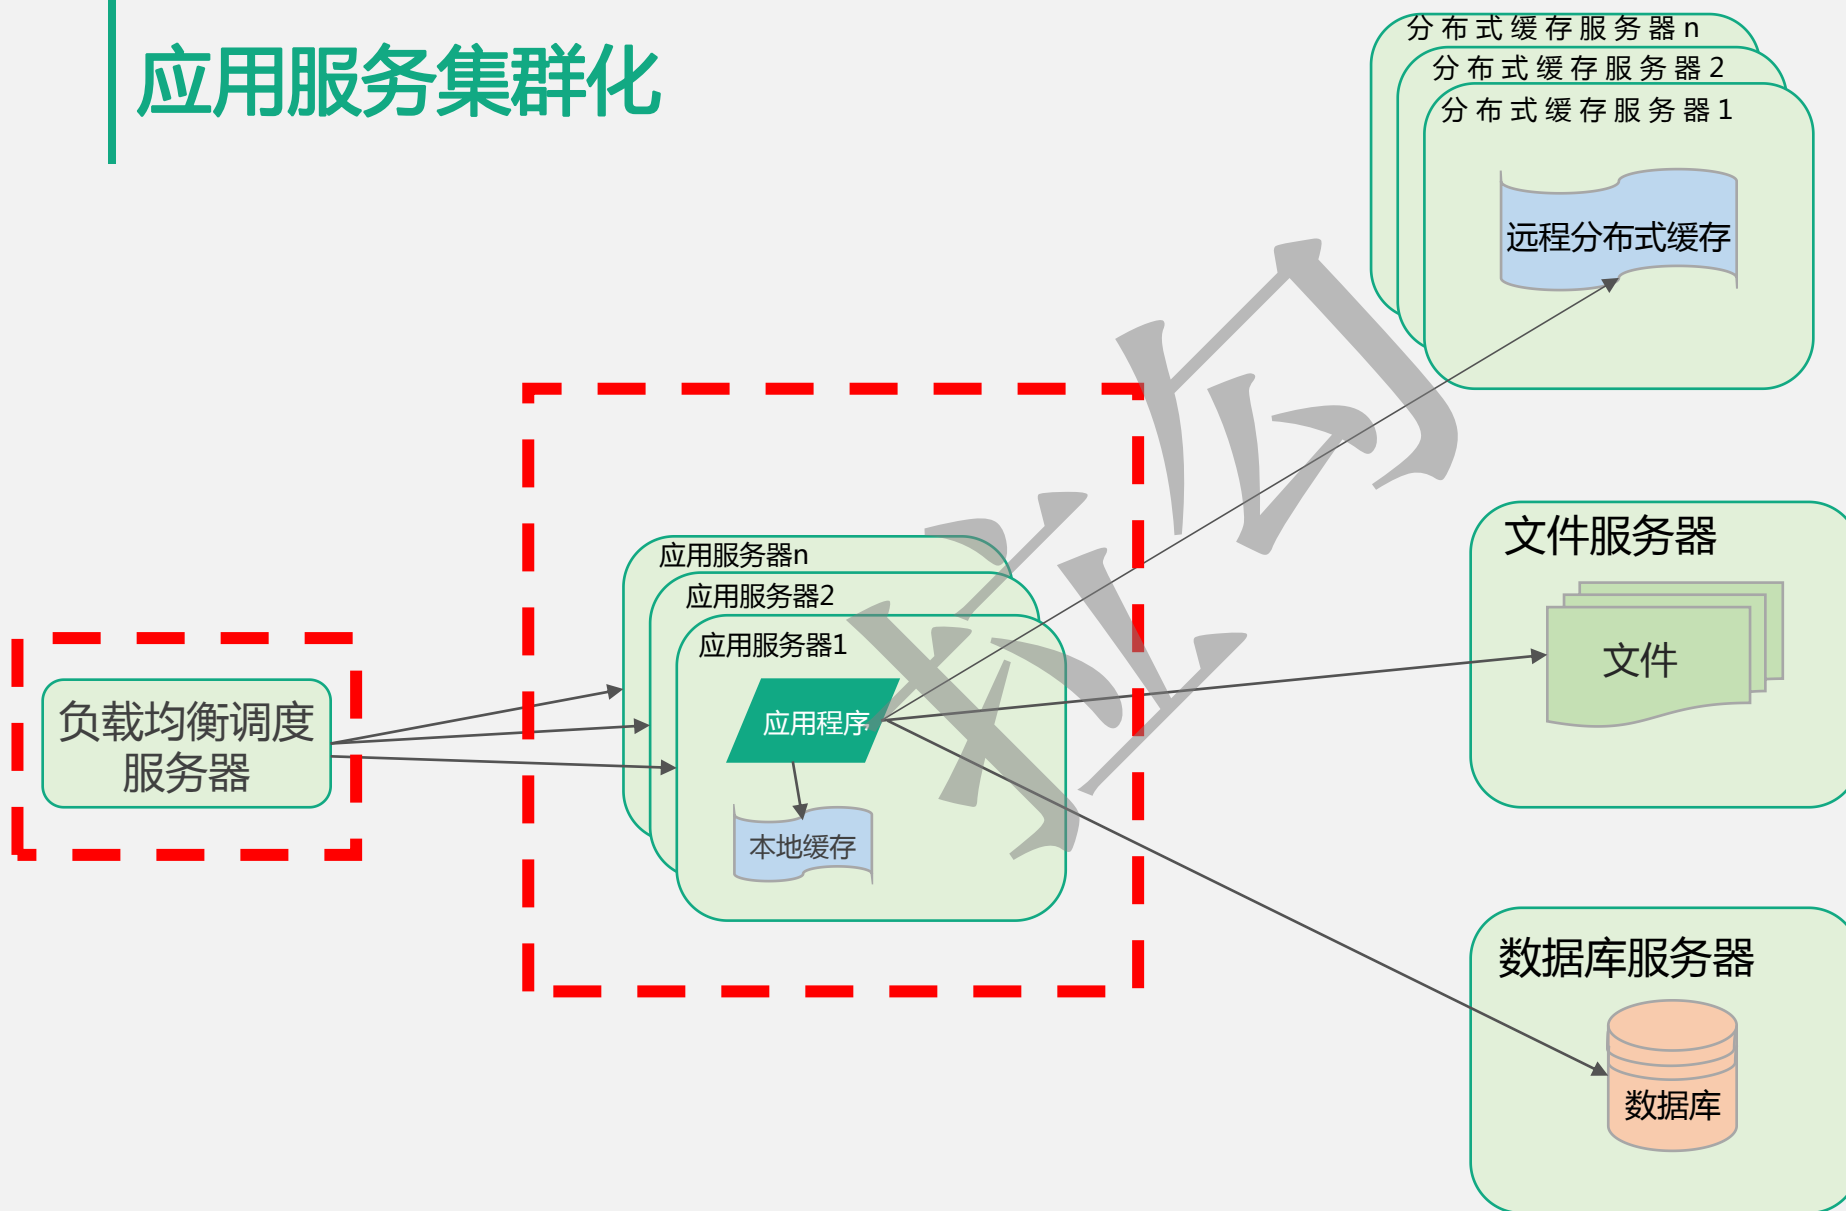 应用服务集群化
分布式缓存服务器n
分布式缓存服务器2
分布式缓存服务器1
远程分布式缓存
应用服务器n
应用服务器2
应用服务器1
应用程序
本地缓存
负载均衡调度
服务器
文件服务器
文件
数据库服务器
数据库
拉勾